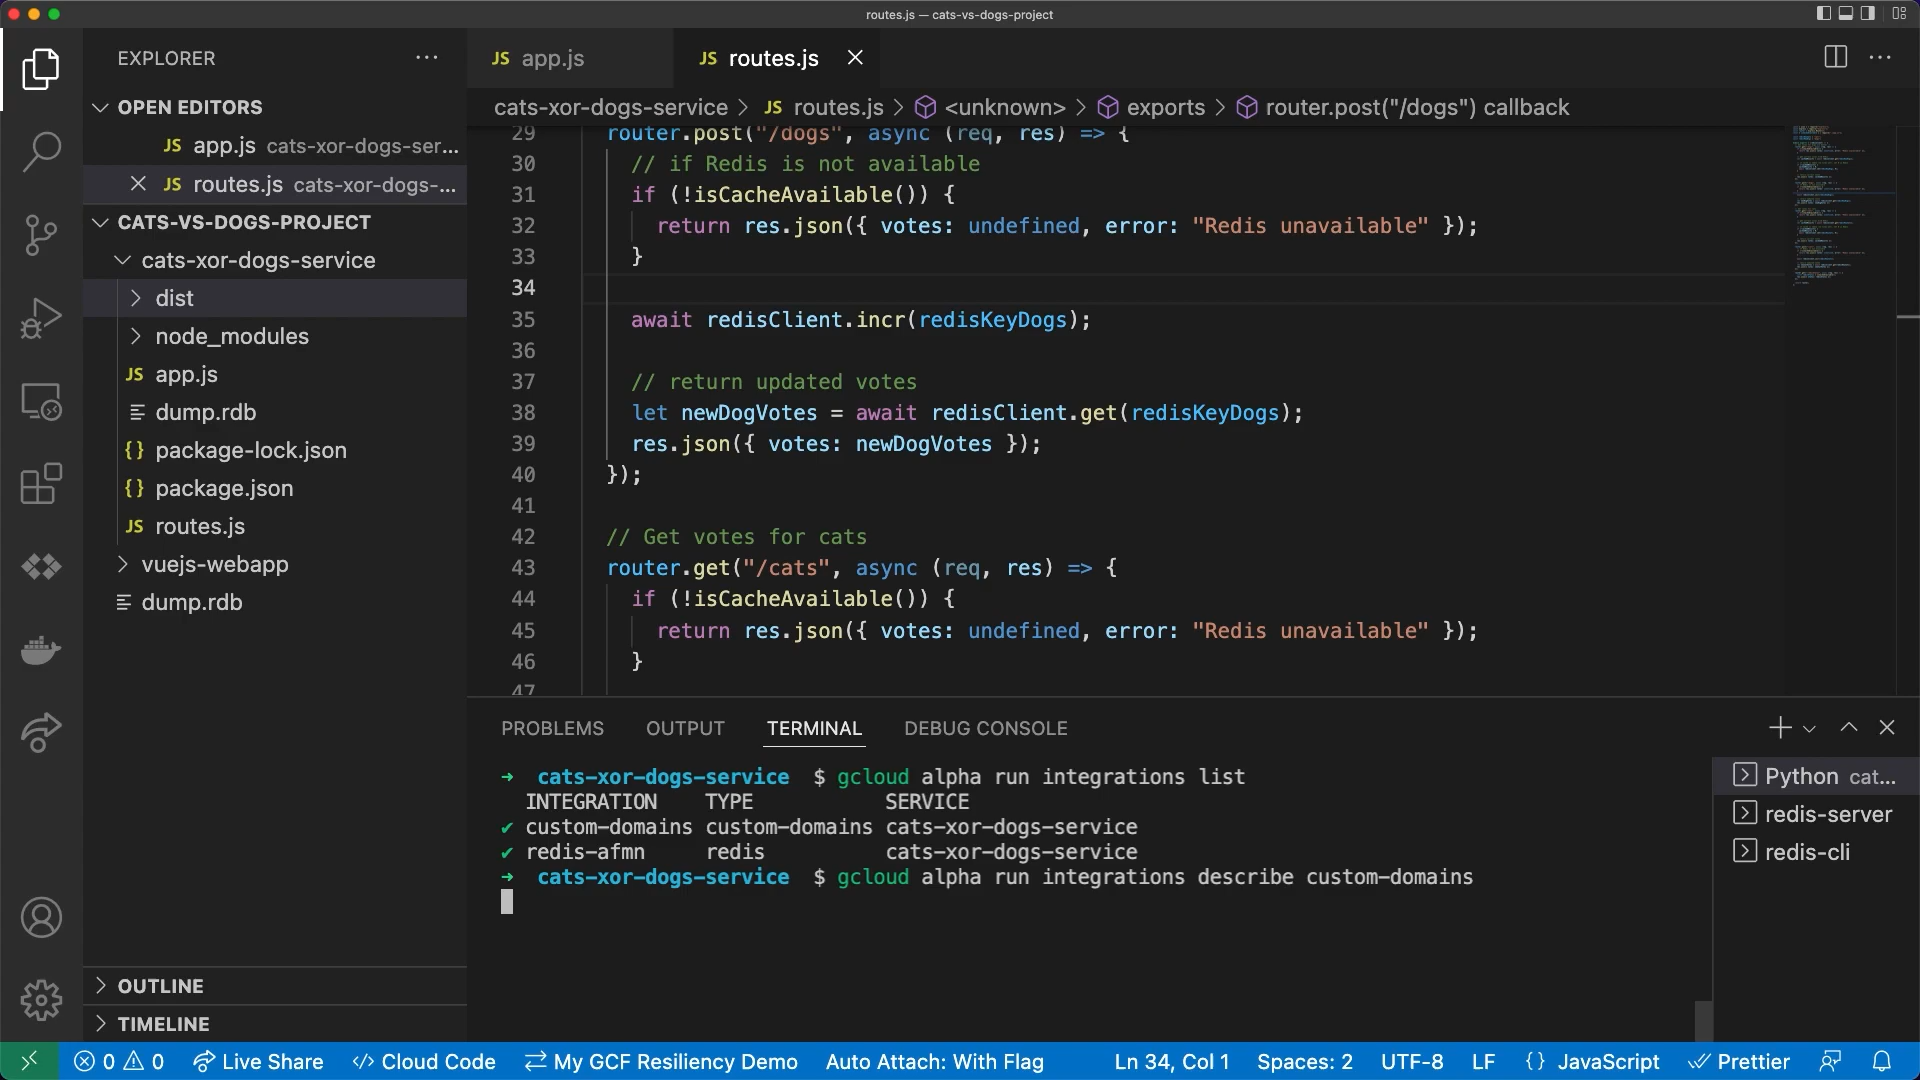 routes.js — cats-vs-dogs-project
EXPLORER
OPEN EDITORS
JS app.js cats-xor-dogs-ser...
JS routes.js cats-xor-dogs-...
CATS-VS-DOGS-PROJECT
cats-xor-dogs-service
dist
node_modules
JS app.js
dump.rdb
{} package-lock.json
{} package.json
JS routes.js
vuejs-webapp
dump.rdb
OUTLINE
TIMELINE
JS app.js
JS routes.js
cats-xor-dogs-service > JS routes.js > <unknown> > exports > router.post("/dogs") callback
29 router.post("/dogs", async (req, res) => {
30 // if Redis is not available
31 if (!isCacheAvailable()) {
32 return res.json({ votes: undefined, error: "Redis unavailable" });
33 }
34
35 await redisClient.incr(redisKeyDogs);
36
37 // return updated votes
38 let newDogVotes = await redisClient.get(redisKeyDogs);
39 res.json({ votes: newDogVotes });
40 });
41
42 // Get votes for cats
43 router.get("/cats", async (req, res) => {
44 if (!isCacheAvailable()) {
45 return res.json({ votes: undefined, error: "Redis unavailable" });
46 }
47
PROBLEMS OUTPUT TERMINAL DEBUG CONSOLE
➜ cats-xor-dogs-service $ gcloud alpha run integrations list
INTEGRATION TYPE SERVICE
✔ custom-domains custom-domains cats-xor-dogs-service
✔ redis-afmn redis cats-xor-dogs-service
➜ cats-xor-dogs-service $ gcloud alpha run integrations describe custom-domains
Python cat...
redis-server
redis-cli
0 0 Live Share </> Cloud Code My GCF Resiliency Demo Auto Attach: With Flag Ln 34, Col 1 Spaces: 2 UTF-8 LF {} JavaScript Prettier